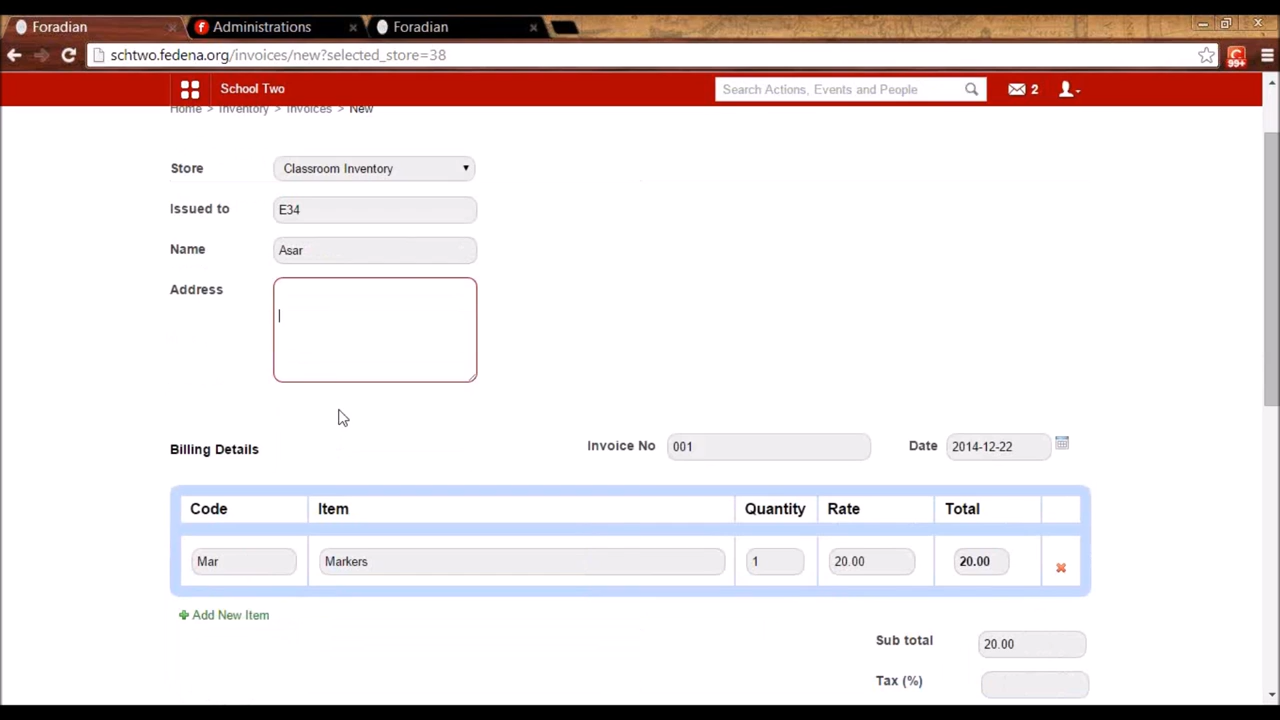 Foradian
Administrations
Foradian
schtwo.fedena.org/invoices/new?selected_store=38
99+
School Two
Search Actions, Events and People
2
Home > Inventory > Invoices > New
Store
Classroom Inventory
Issued to
E34
Name
Asar
Address
Billing Details
Invoice No
001
Date
2014-12-22
Code Item Quantity Rate Total
Mar Markers 1 20.00 20.00
Add New Item
Sub total
20.00
Tax (%)